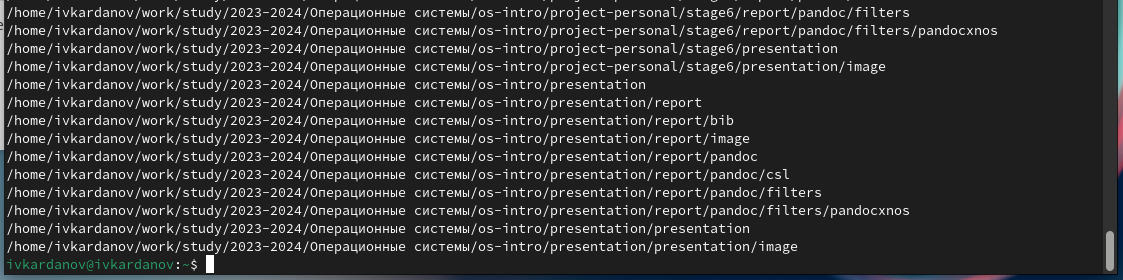 /home/ivkardanov/work/study/2023-2024/Операционные системы/os-intro/project-personal/stage6/report/pandoc/filters
/home/ivkardanov/work/study/2023-2024/Операционные системы/os-intro/project-personal/stage6/report/pandoc/filters/pandocxnos
/home/ivkardanov/work/study/2023-2024/Операционные системы/os-intro/project-personal/stage6/presentation
/home/ivkardanov/work/study/2023-2024/Операционные системы/os-intro/project-personal/stage6/presentation/image
/home/ivkardanov/work/study/2023-2024/Операционные системы/os-intro/presentation
/home/ivkardanov/work/study/2023-2024/Операционные системы/os-intro/presentation/report
/home/ivkardanov/work/study/2023-2024/Операционные системы/os-intro/presentation/report/bib
/home/ivkardanov/work/study/2023-2024/Операционные системы/os-intro/presentation/report/image
/home/ivkardanov/work/study/2023-2024/Операционные системы/os-intro/presentation/report/pandoc
/home/ivkardanov/work/study/2023-2024/Операционные системы/os-intro/presentation/report/pandoc/csl
/home/ivkardanov/work/study/2023-2024/Операционные системы/os-intro/presentation/report/pandoc/filters
/home/ivkardanov/work/study/2023-2024/Операционные системы/os-intro/presentation/report/pandoc/filters/pandocxnos
/home/ivkardanov/work/study/2023-2024/Операционные системы/os-intro/presentation/presentation
/home/ivkardanov/work/study/2023-2024/Операционные системы/os-intro/presentation/presentation/image
ivkardanov@ivkardanov:~$